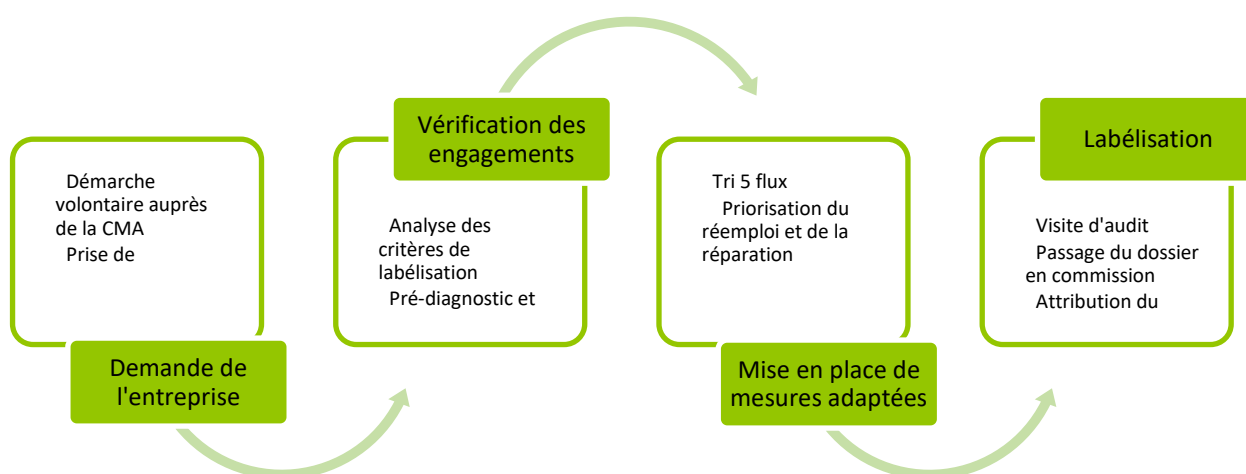 Démarche
volontaire auprès
de la CMA
Prise de
Demande de
l'entreprise
Vérification des
engagements
Analyse des
critères de
labélisation
Pré-diagnostic et
Tri 5 flux
Priorisation du
réemploi et de la
réparation
Mise en place de
mesures adaptées
Labélisation
Visite d'audit
Passage du dossier
en commission
Attribution du